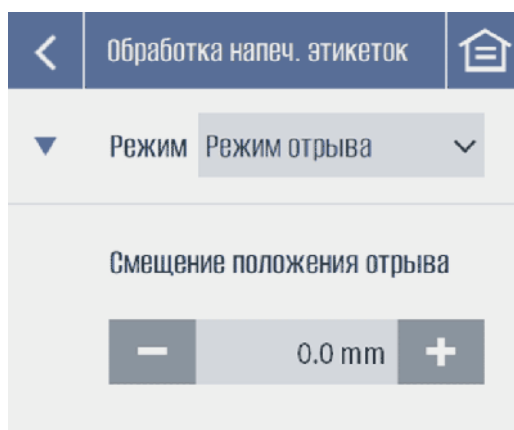 Обработка напеч. этикеток
Режим Режим отрыва
Смещение положения отрыва
− 0.0 mm +